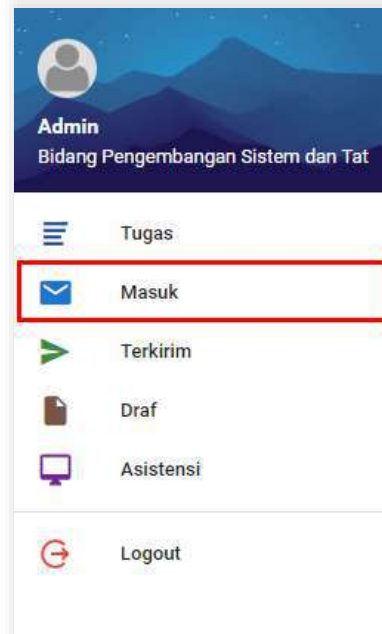 Admin
Bidang Pengembangan Sistem dan Tat
Tugas
Masuk
Terkirim
Draf
Asistensi
Logout